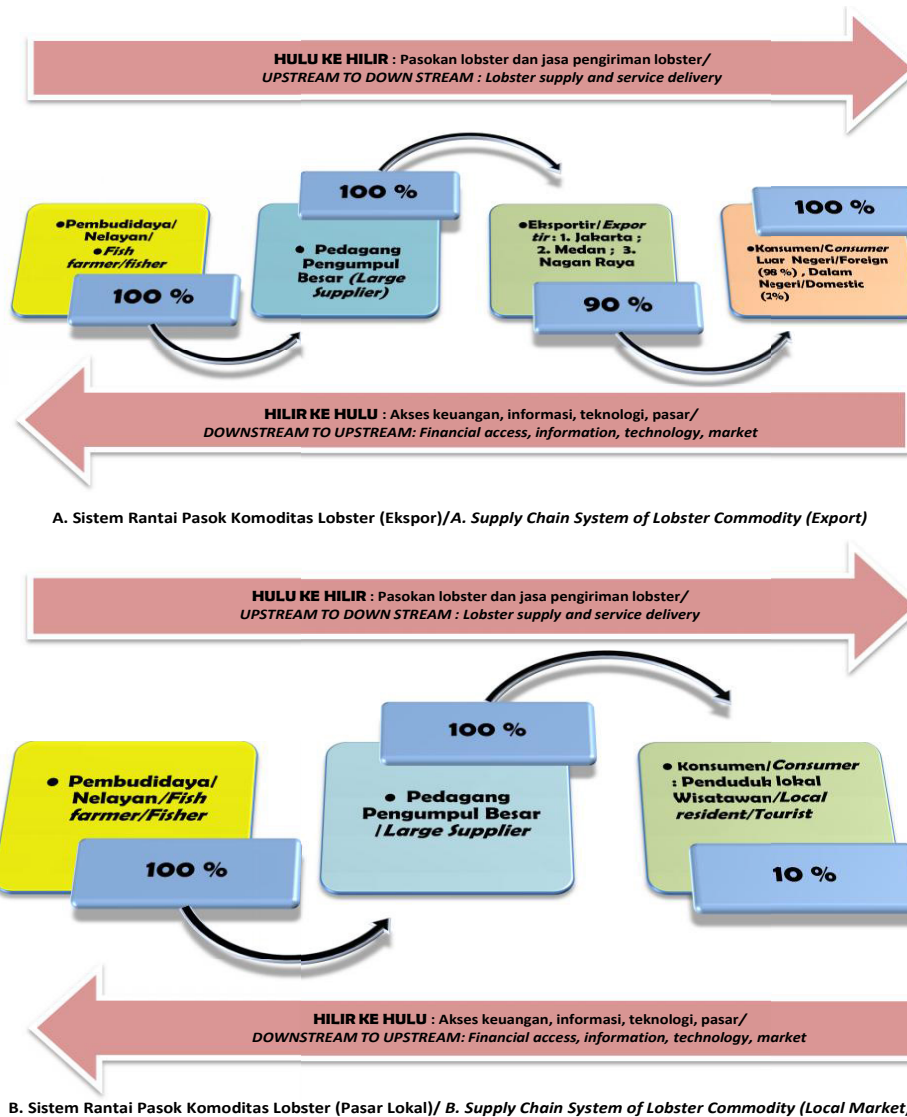 HULU KE HILIR : Pasokan lobster dan jasa pengiriman lobster/
UPSTREAM TO DOWN STREAM : Lobster supply and service delivery
●Pembudidaya/
Nelayan/
●Fish
farmer/fisher
100 %
100 %
● Pedagang
Pengumpul
Besar (Large
Supplier)
●Eksportir/Expor
tir: 1. Jakarta ;
2. Medan ; 3.
Nagan Raya
90 %
100 %
●Konsumen/Consumer
Luar Negeri/Foreign
(98 %) , Dalam
Negeri/Domestic
(2%)
HILIR KE HULU : Akses keuangan, informasi, teknologi, pasar/
DOWNSTREAM TO UPSTREAM: Financial access, information, technology, market
A. Sistem Rantai Pasok Komoditas Lobster (Ekspor)/A. Supply Chain System of Lobster Commodity (Export)
HULU KE HILIR : Pasokan lobster dan jasa pengiriman lobster/
UPSTREAM TO DOWN STREAM : Lobster supply and service delivery
● Pembudidaya/
Nelayan/Fish
farmer/Fisher
100 %
100 %
● Pedagang
Pengumpul Besar
/Large Supplier
● Konsumen/Consumer
: Penduduk lokal
Wisatawan/Local
resident/Tourist
10 %
HILIR KE HULU : Akses keuangan, informasi, teknologi, pasar/
DOWNSTREAM TO UPSTREAM: Financial access, information, technology, market
B. Sistem Rantai Pasok Komoditas Lobster (Pasar Lokal)/ B. Supply Chain System of Lobster Commodity (Local Market